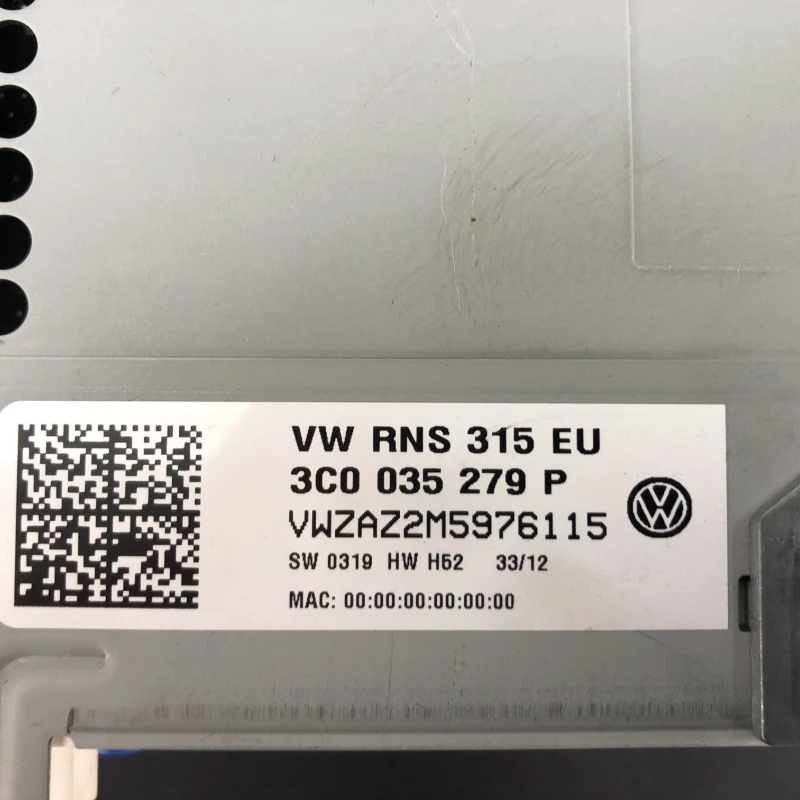 VW RNS 315 EU
3C0 035 279 P
VWZAZ2M5976115
SW 0319 HW H52 33/12
MAC: 00:00:00:00:00:00